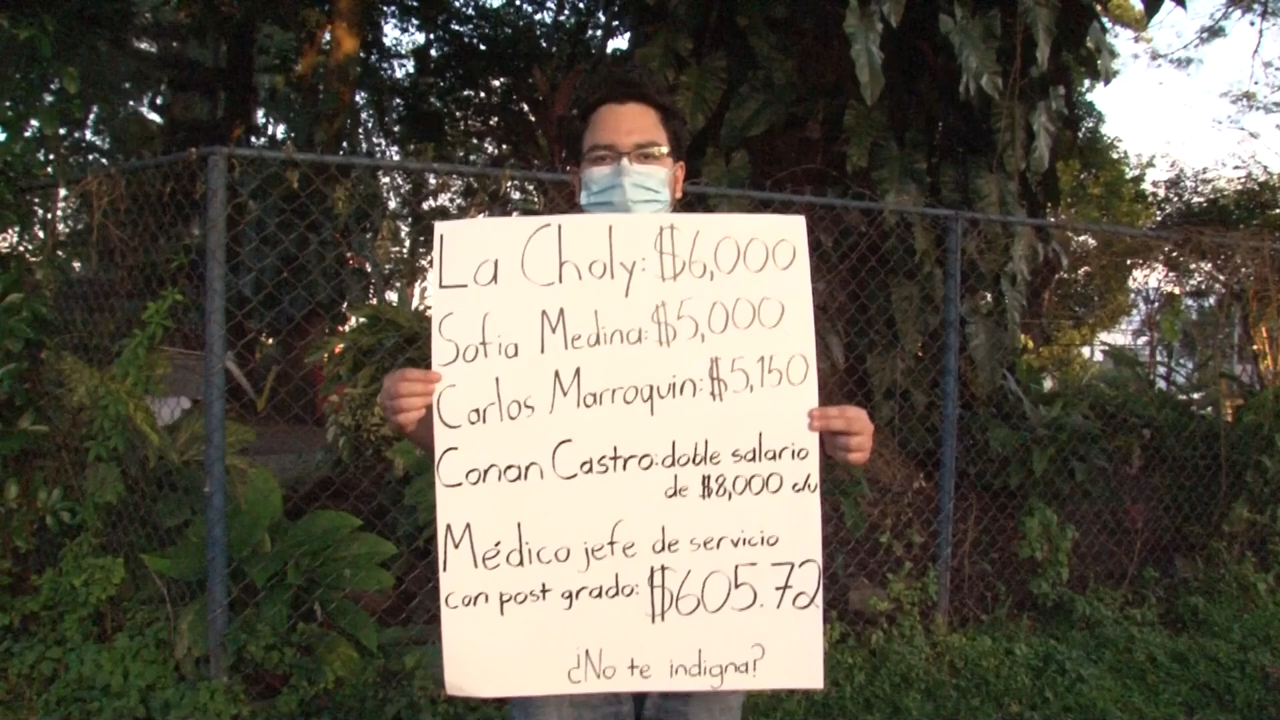 La Choly: $6,000
Sofia Medina: $5,000
Carlos Marroquin: $5,150
Conan Castro: doble salario
de $8,000 c/u
Médico jefe de servicio
con post grado: $605.72
¿No te indigna?